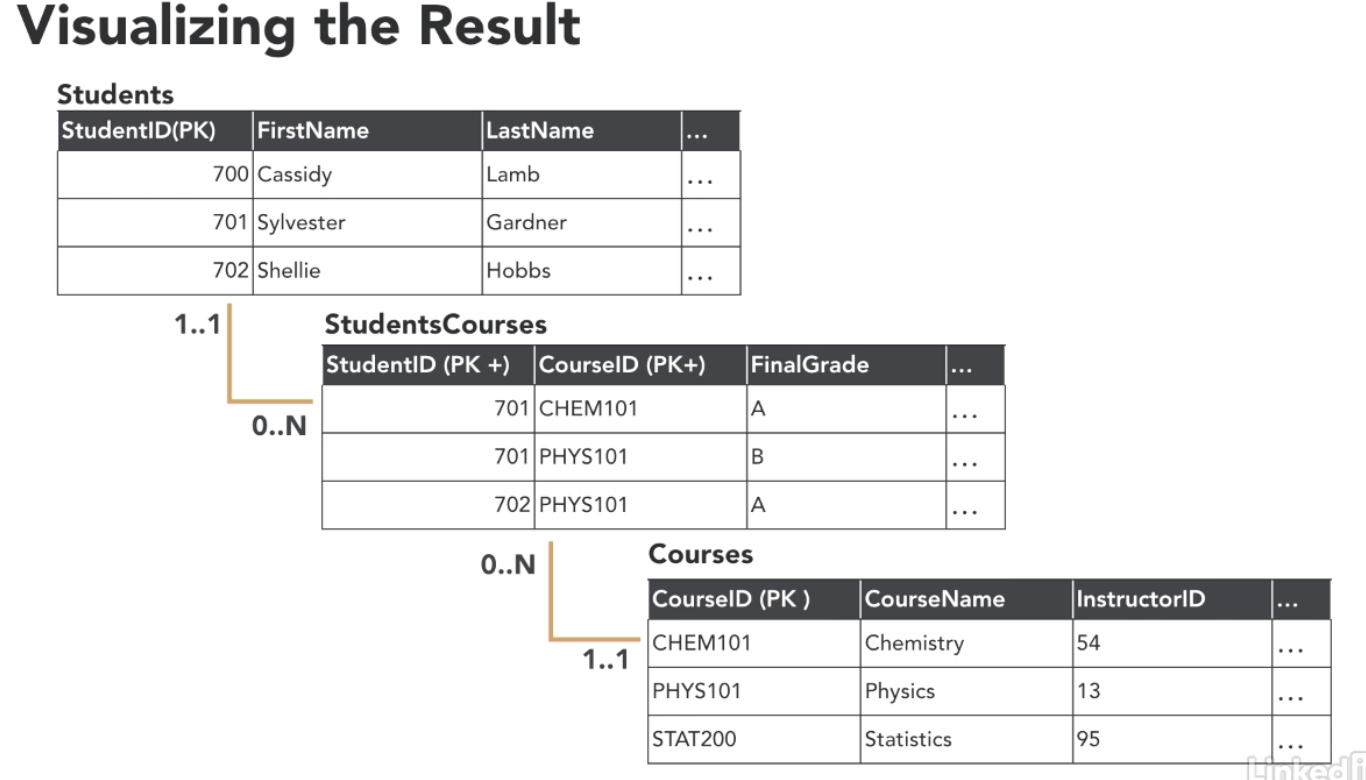 Visualizing the Result
Students
StudentID(PK) FirstName LastName ...
700 Cassidy Lamb ...
701 Sylvester Gardner ...
702 Shellie Hobbs ...
1..1
0..N
StudentsCourses
StudentID (PK +) CourseID (PK+) FinalGrade ...
701 CHEM101 A ...
701 PHYS101 B ...
702 PHYS101 A ...
0..N
1..1
Courses
CourseID (PK ) CourseName InstructorID ...
CHEM101 Chemistry 54 ...
PHYS101 Physics 13 ...
STAT200 Statistics 95 ...